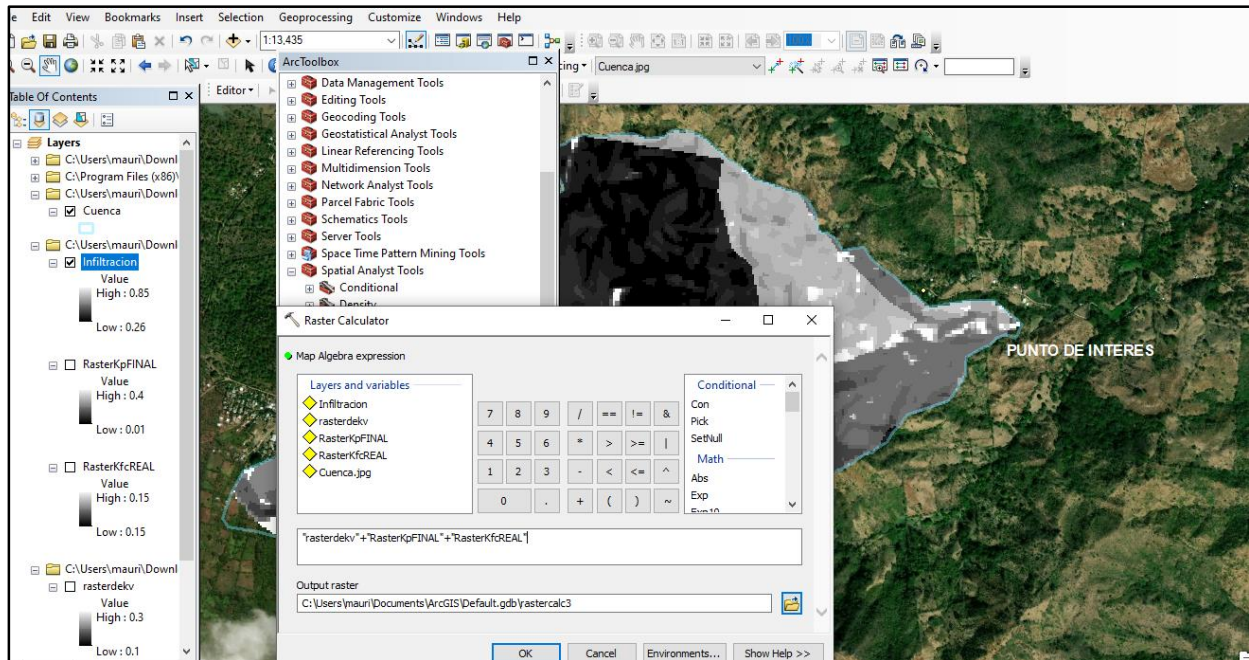 e Edit View Bookmarks Insert Selection Geoprocessing Customize Windows Help
1:13,435
ArcToolbox
Cuenca.jpg
Editor
Table Of Contents
Layers
C:\Users\mauri\Downl
C:\Program Files (x86)\
C:\Users\mauri\Downl
Cuenca
C:\Users\mauri\Downl
Infiltracion
Value
High : 0.85
Low : 0.26
RasterKpFINAL
Value
High : 0.4
Low : 0.01
RasterKfcREAL
Value
High : 0.15
Low : 0.15
C:\Users\mauri\Downl
rasterdekv
Value
High : 0.3
Low : 0.1
Data Management Tools
Editing Tools
Geocoding Tools
Geostatistical Analyst Tools
Linear Referencing Tools
Multidimension Tools
Network Analyst Tools
Parcel Fabric Tools
Schematics Tools
Server Tools
Space Time Pattern Mining Tools
Spatial Analyst Tools
Conditional
Density
PUNTO DE INTERES
Raster Calculator
Map Algebra expression
Layers and variables
Infiltracion
rasterdekv
RasterKpFINAL
RasterKfcREAL
Cuenca.jpg
7 8 9 / == != &
4 5 6 * > >= |
1 2 3 - < <= ^
0 . + ( ) ~
Conditional
Con
Pick
SetNull
Math
Abs
Exp
Exp10
"rasterdekv"+"RasterKpFINAL"+"RasterKfcREAL"
Output raster
C:\Users\mauri\Documents\ArcGIS\Default.gdb\rastercalc3
OK Cancel Environments... Show Help >>